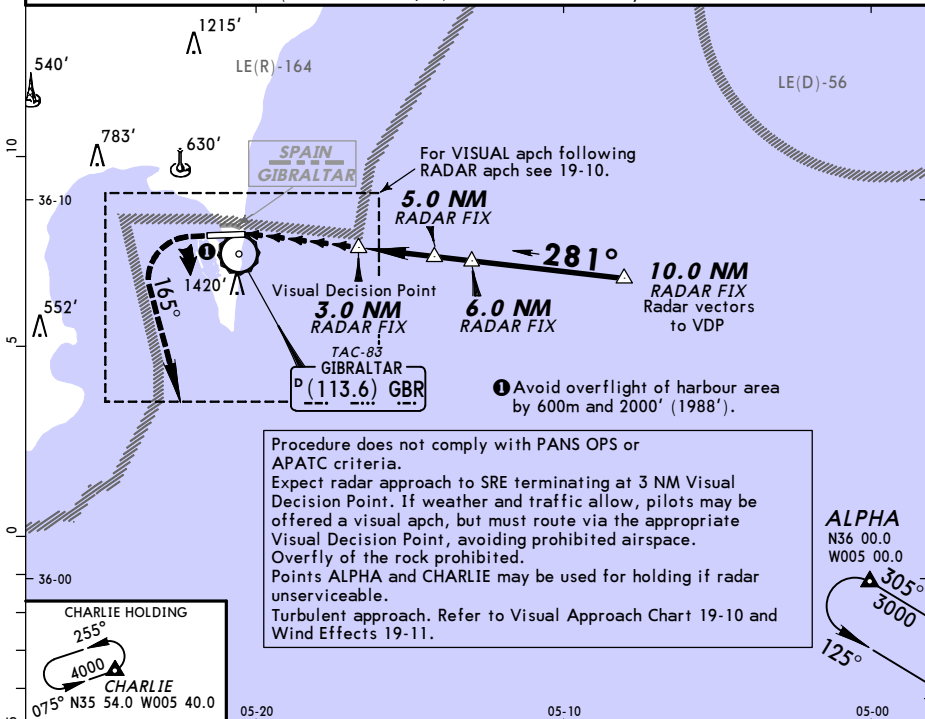 1215'
540'
LE(R)-164
LE(D)-56
783'
630'
10
SPAIN
GIBRALTAR
For VISUAL apch following
RADAR apch see 19-10.
36-10
5.0 NM
RADAR FIX
281°
❶
1420'
165°
552'
Visual Decision Point
3.0 NM
RADAR FIX
6.0 NM
RADAR FIX
10.0 NM
RADAR FIX
Radar vectors
to VDP
5
TAC-83
GIBRALTAR
D (113.6) GBR
❶Avoid overflight of harbour area
by 600m and 2000' (1988').
Procedure does not comply with PANS OPS or
APATC criteria.
Expect radar approach to SRE terminating at 3 NM Visual
Decision Point. If weather and traffic allow, pilots may be
offered a visual apch, but must route via the appropriate
Visual Decision Point, avoiding prohibited airspace.
Overfly of the rock prohibited.
Points ALPHA and CHARLIE may be used for holding if radar
unserviceable.
Turbulent approach. Refer to Visual Approach Chart 19-10 and
Wind Effects 19-11.
0
36-00
ALPHA
N36 00.0
W005 00.0
305°
3000
125°
CHARLIE HOLDING
255°
4000
075°
CHARLIE
N35 54.0 W005 40.0
05-20
05-10
05-00